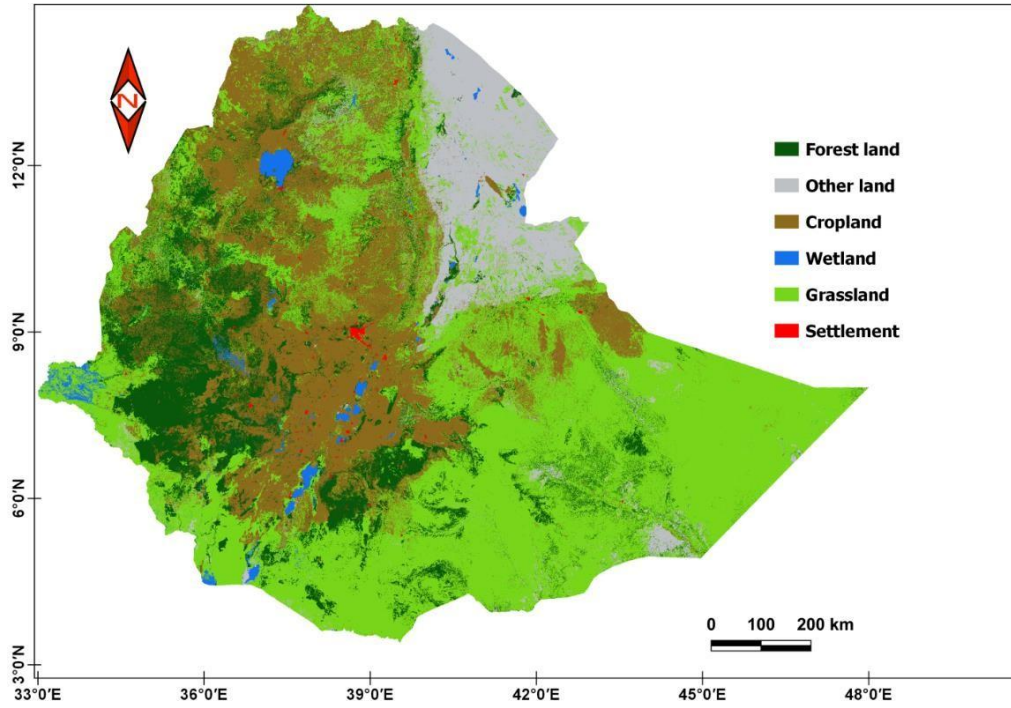 N
Forest land
Other land
Cropland
Wetland
Grassland
Settlement
12°0'N
9°0'N
6°0'N
3°0'N
0 100 200 km
33°0'E 36°0'E 39°0'E 42°0'E 45°0'E 48°0'E